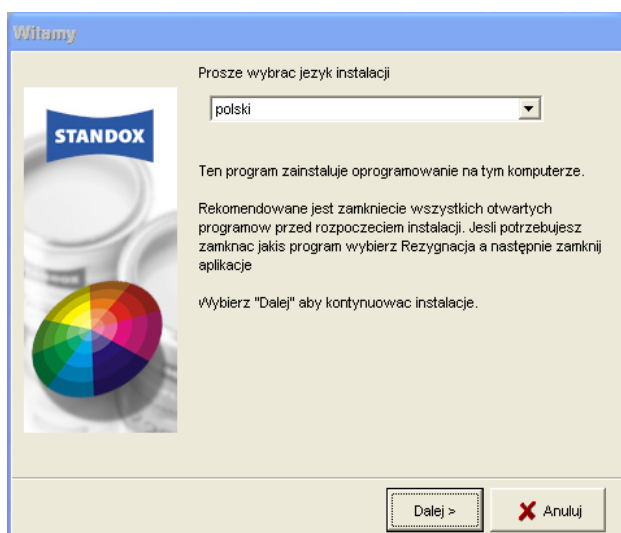 Witamy
Prosze wybrac jezyk instalacji
polski
STANDOX
Ten program zainstaluje oprogramowanie na tym komputerze.
Rekomendowane jest zamkniecie wszystkich otwartych
programow przed rozpoczeciem instalacji. Jesli potrzebujesz
zamknac jakis program wybierz Rezygnacja a następnie zamknij
aplikacje
Wybierz "Dalej" aby kontynuowac instalacje.
Dalej >
Anuluj